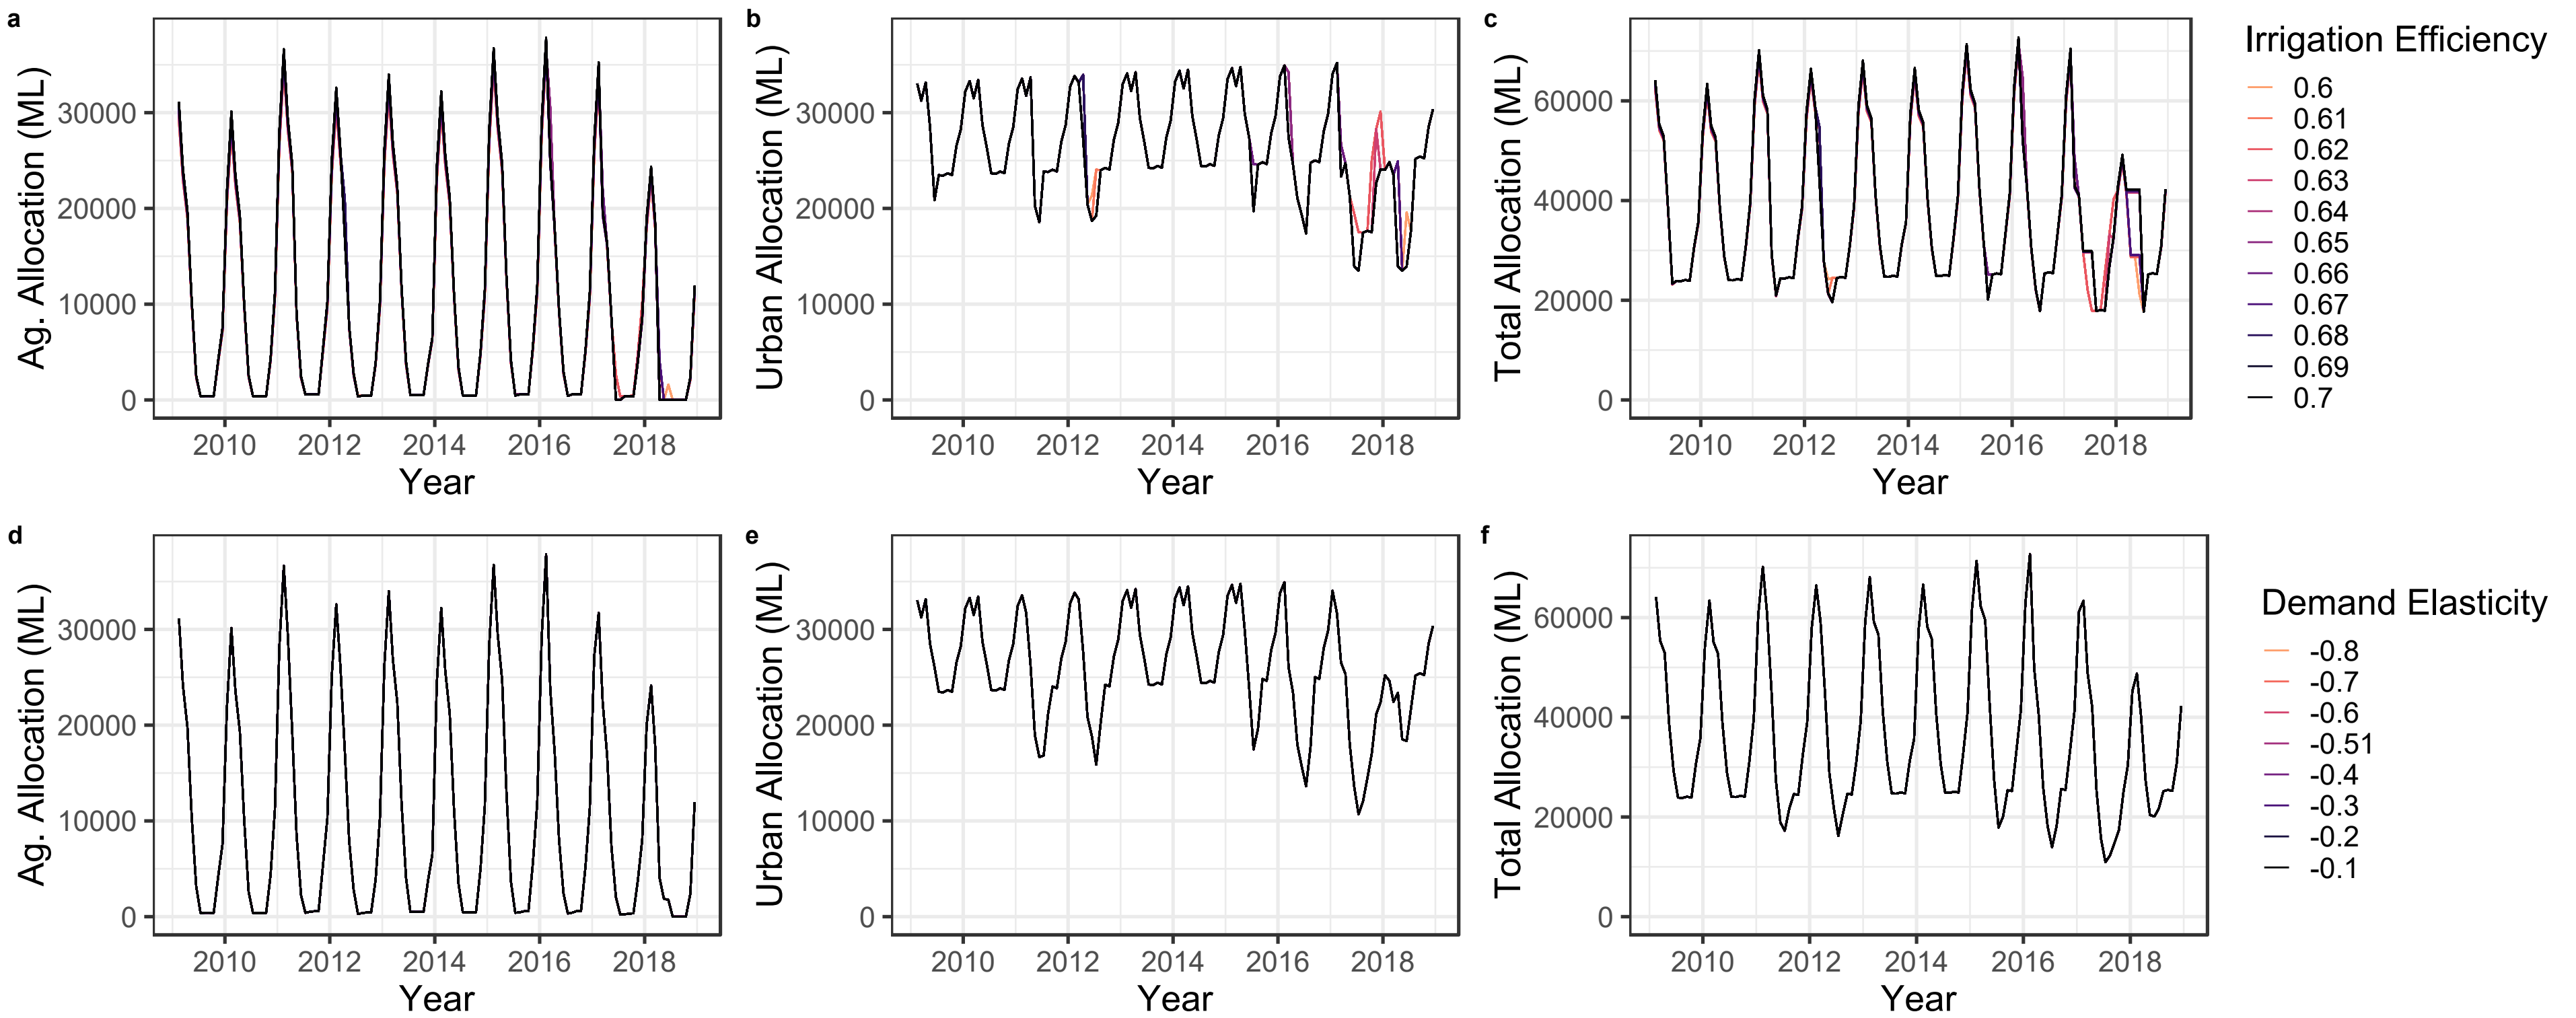 a
Ag. Allocation (ML)
30000
20000
10000
0
2010 2012 2014 2016 2018
Year
b
Urban Allocation (ML)
30000
20000
10000
0
2010 2012 2014 2016 2018
Year
c
Total Allocation (ML)
60000
40000
20000
0
2010 2012 2014 2016 2018
Year
Irrigation Efficiency
0.6
0.61
0.62
0.63
0.64
0.65
0.66
0.67
0.68
0.69
0.7
d
Ag. Allocation (ML)
30000
20000
10000
0
2010 2012 2014 2016 2018
Year
e
Urban Allocation (ML)
30000
20000
10000
0
2010 2012 2014 2016 2018
Year
f
Total Allocation (ML)
60000
40000
20000
0
2010 2012 2014 2016 2018
Year
Demand Elasticity
-0.8
-0.7
-0.6
-0.51
-0.4
-0.3
-0.2
-0.1